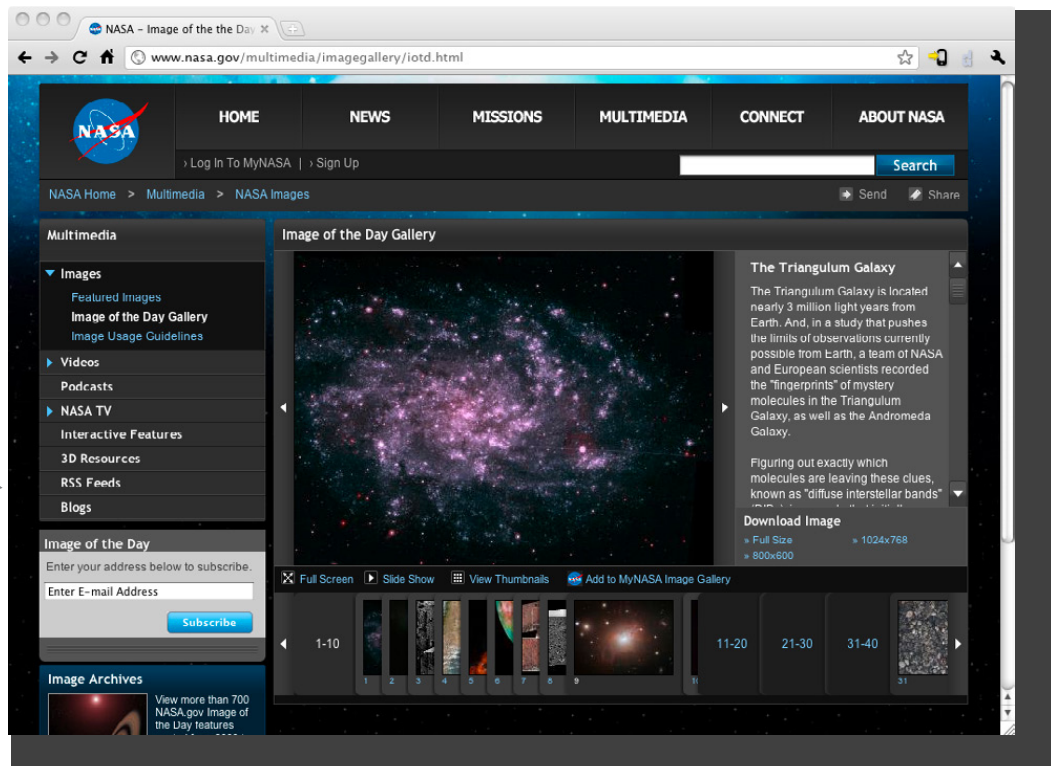 NASA – Image of the the Day
www.nasa.gov/multimedia/imagegallery/iotd.html
NASA
HOME
NEWS
MISSIONS
MULTIMEDIA
CONNECT
ABOUT NASA
› Log In To MyNASA | › Sign Up
Search
NASA Home > Multimedia > NASA Images
Send
Share
Multimedia
Images
Featured Images
Image of the Day Gallery
Image Usage Guidelines
Videos
Podcasts
NASA TV
Interactive Features
3D Resources
RSS Feeds
Blogs
Image of the Day
Enter your address below to subscribe.
Enter E-mail Address
Subscribe
Image Archives
View more than 700
NASA.gov Image of
the Day features
Image of the Day Gallery
The Triangulum Galaxy
The Triangulum Galaxy is located
nearly 3 million light years from
Earth. And, in a study that pushes
the limits of observations currently
possible from Earth, a team of NASA
and European scientists recorded
the "fingerprints" of mystery
molecules in the Triangulum
Galaxy, as well as the Andromeda
Galaxy.
Figuring out exactly which
molecules are leaving these clues,
known as "diffuse interstellar bands"
Download Image
» Full Size
» 1024x768
» 800x600
Full Screen
Slide Show
View Thumbnails
Add to MyNASA Image Gallery
1-10
1
2
3
4
5
6
7
8
9
10
11-20
21-30
31-40
31